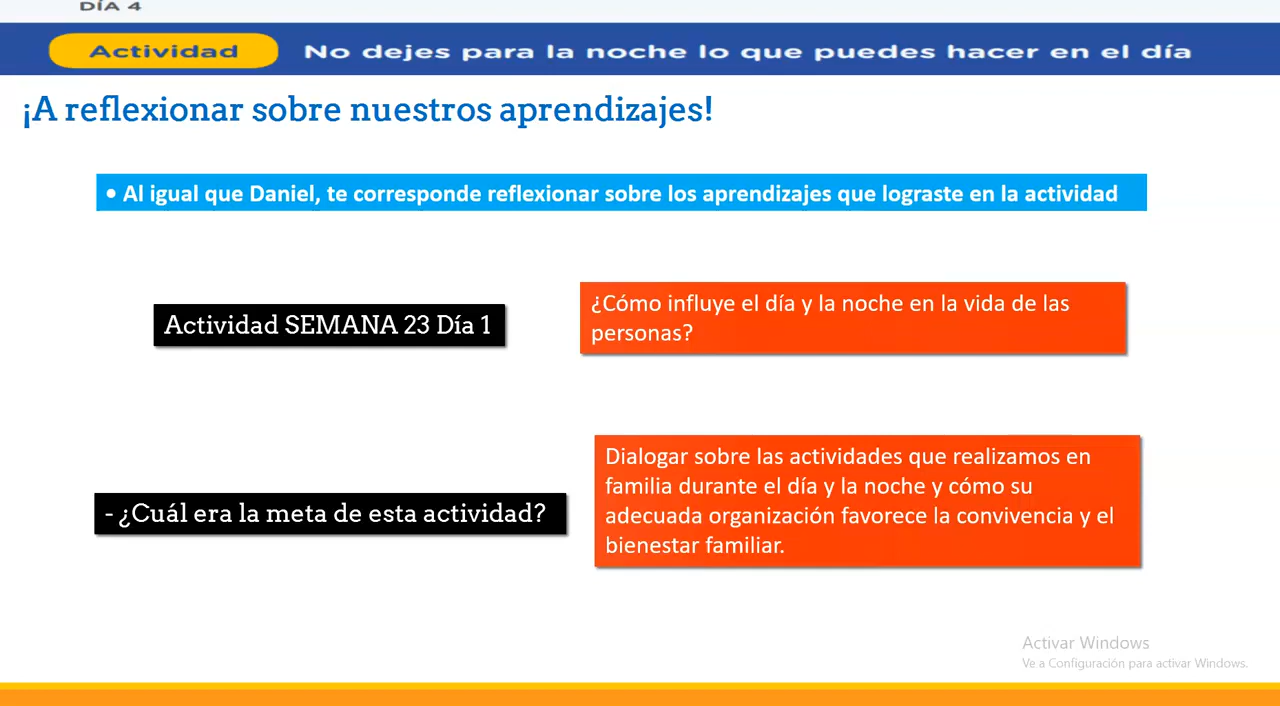 DÍA 4
Actividad No dejes para la noche lo que puedes hacer en el día
¡A reflexionar sobre nuestros aprendizajes!
• Al igual que Daniel, te corresponde reflexionar sobre los aprendizajes que lograste en la actividad
Actividad SEMANA 23 Día 1
¿Cómo influye el día y la noche en la vida de las
personas?
- ¿Cuál era la meta de esta actividad?
Dialogar sobre las actividades que realizamos en
familia durante el día y la noche y cómo su
adecuada organización favorece la convivencia y el
bienestar familiar.
Activar Windows
Ve a Configuración para activar Windows.